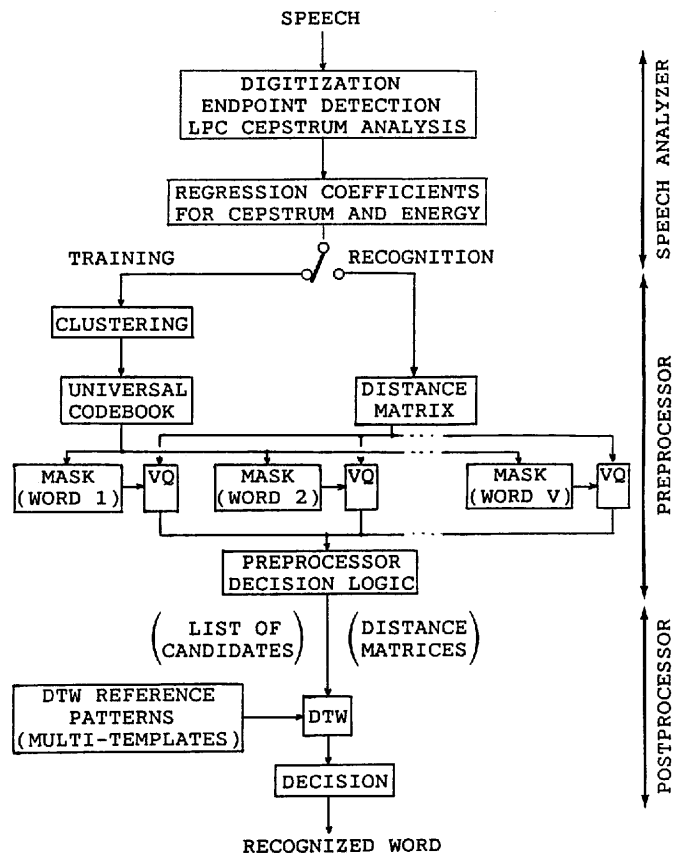 SPEECH
DIGITIZATION
ENDPOINT DETECTION
LPC CEPSTRUM ANALYSIS
REGRESSION COEFFICIENTS
FOR CEPSTRUM AND ENERGY
TRAINING
RECOGNITION
CLUSTERING
UNIVERSAL
CODEBOOK
DISTANCE
MATRIX
MASK
(WORD 1)
VQ
MASK
(WORD 2)
VQ
MASK
(WORD V)
VQ
PREPROCESSOR
DECISION LOGIC
(LIST OF
CANDIDATES)
(DISTANCE
MATRICES)
DTW REFERENCE
PATTERNS
(MULTI-TEMPLATES)
DTW
DECISION
RECOGNIZED WORD
SPEECH ANALYZER
PREPROCESSOR
POSTPROCESSOR